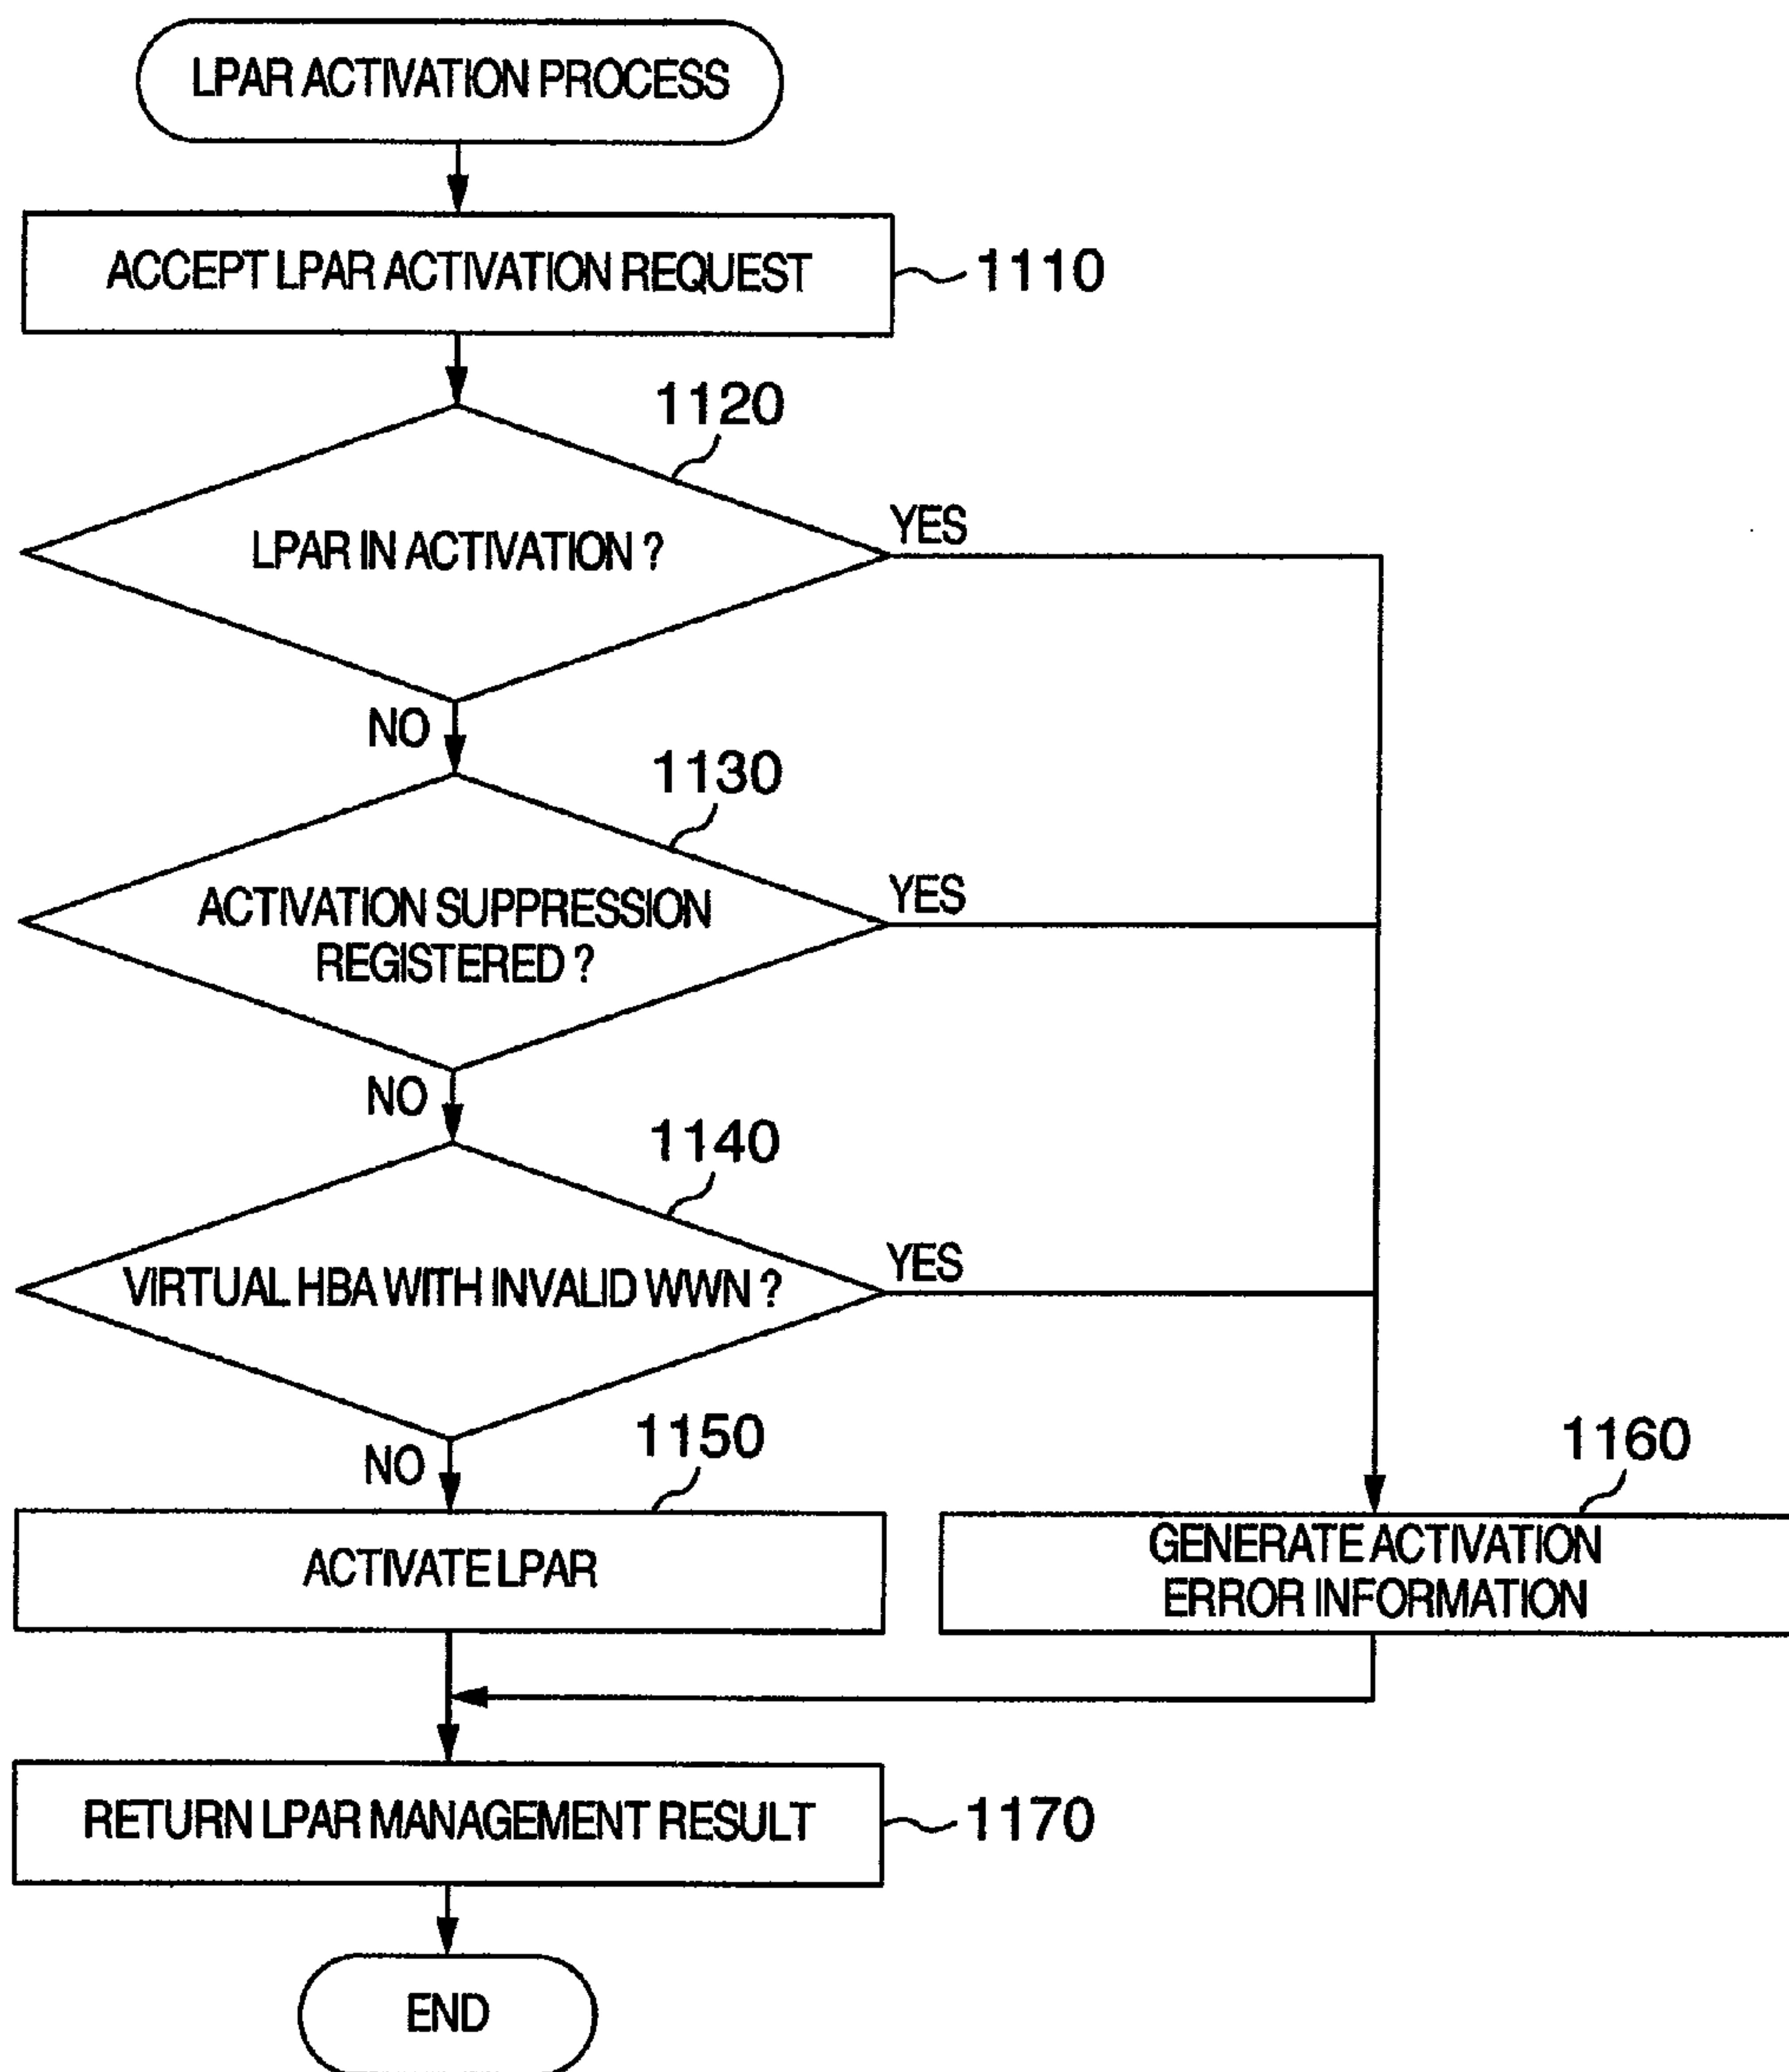 LPAR ACTIVATION PROCESS
ACCEPT LPAR ACTIVATION REQUEST
1110
1120
LPAR IN ACTIVATION ?
YES
NO
1130
ACTIVATION SUPPRESSION
REGISTERED ?
YES
NO
1140
VIRTUAL HBA WITH INVALID WWN ?
YES
NO
1150
ACTIVATE LPAR
1160
GENERATE ACTIVATION
ERROR INFORMATION
RETURN LPAR MANAGEMENT RESULT
1170
END